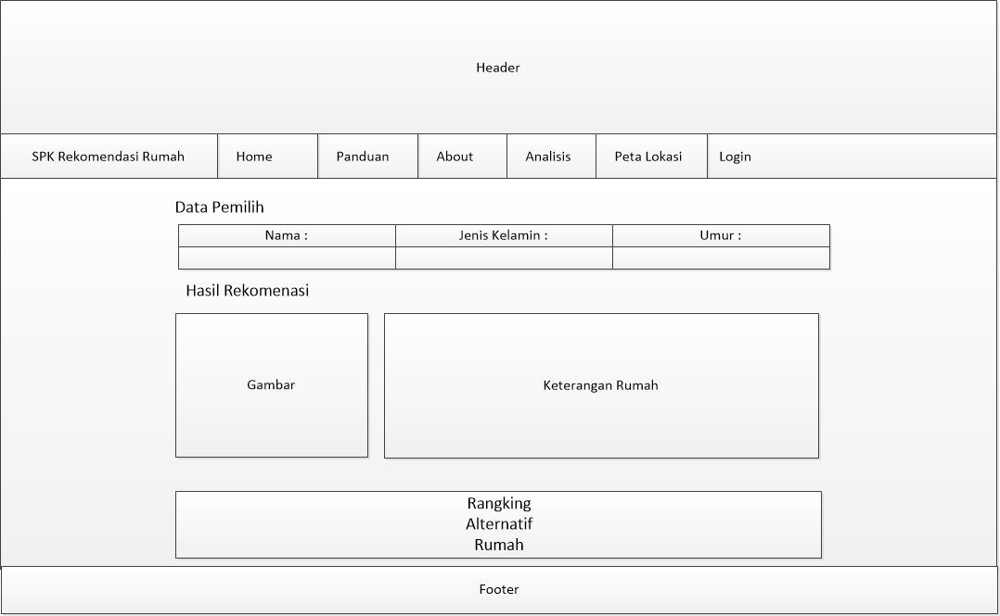 Header
SPK Rekomendasi Rumah Home Panduan About Analisis Peta Lokasi Login
Data Pemilih
Nama : Jenis Kelamin : Umur :
Hasil Rekomenasi
Gambar Keterangan Rumah
Rangking
Alternatif
Rumah
Footer